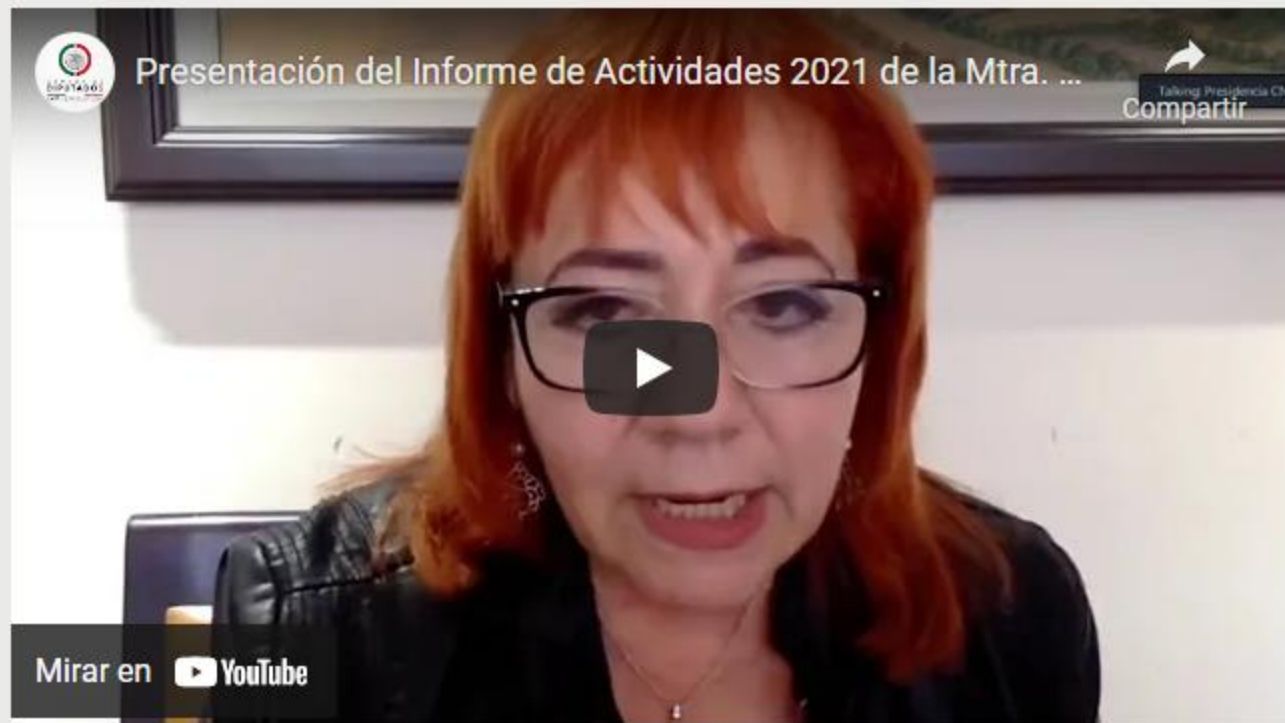 Presentación del Informe de Actividades 2021 de la Mtra. ...
DIPUTADOS
Talking: Presidencia
Compartir
Mirar en YouTube